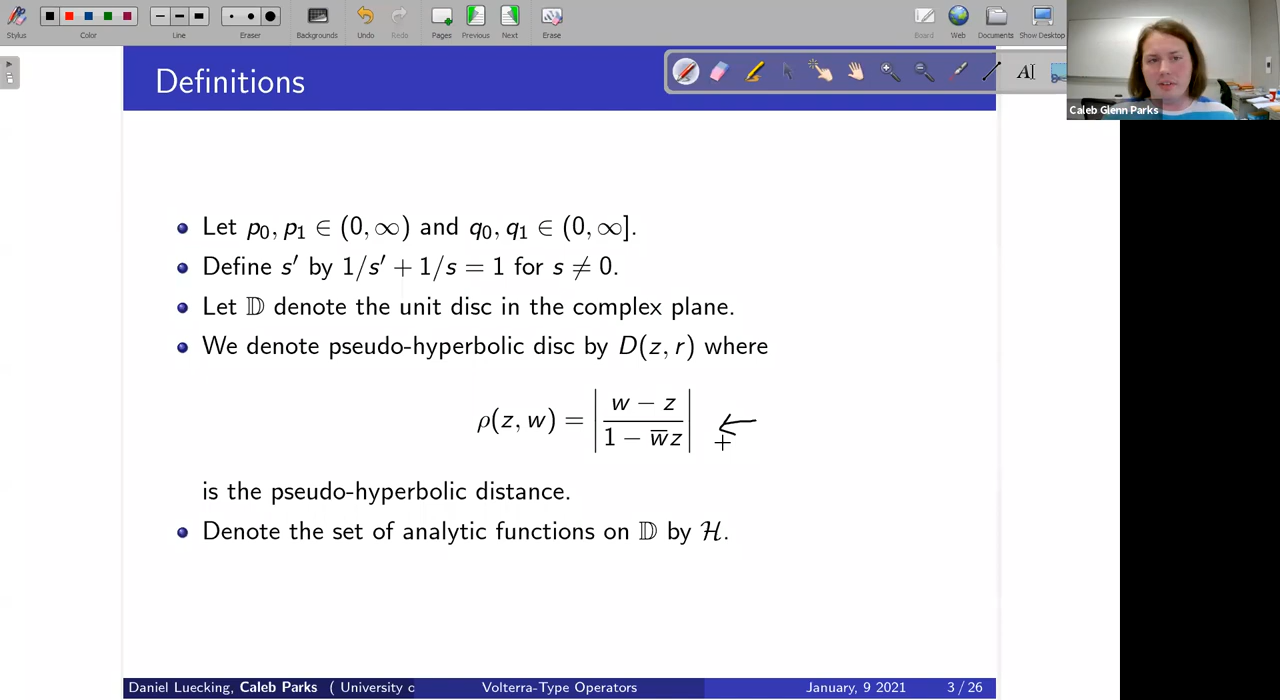 Stylus Color Line Eraser Backgrounds Undo Redo Pages Previous Next Erase Board Web Documents Show Desktop
Definitions
Caleb Glenn Parks
Let p₀, p₁ ∈ (0, ∞) and q₀, q₁ ∈ (0, ∞].
Define s′ by 1/s′ + 1/s = 1 for s ≠ 0.
Let 𝔻 denote the unit disc in the complex plane.
We denote pseudo-hyperbolic disc by D(z, r) where
ρ(z, w) = | (w − z) / (1 − w̅z) | ←
is the pseudo-hyperbolic distance.
Denote the set of analytic functions on 𝔻 by ℋ.
Daniel Luecking, Caleb Parks ( University o Volterra-Type Operators January, 9 2021 3 / 26